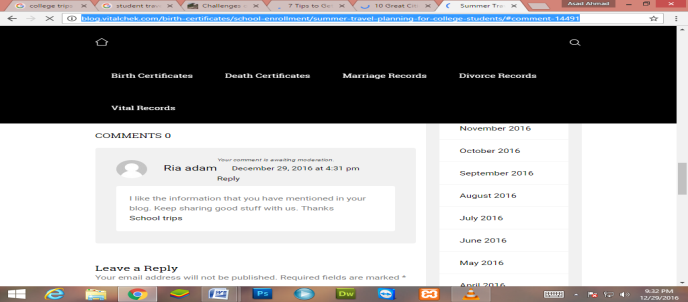 college trips
student trav
Challenges
7 Tips to Ge
10 Great Ci
Summer Tra
Asad Ahmad
blog.vitalchek.com/birth-certificates/school-enrollment/summer-travel-planning-for-college-students/#comment-14491
Birth Certificates Death Certificates Marriage Records Divorce Records
Vital Records
COMMENTS 0
Your comment is awaiting moderation.
Ria adam December 29, 2016 at 4:31 pm
Reply
I like the information that you have mentioned in your
blog. Keep sharing good stuff with us. Thanks
School trips
Leave a Reply
Your email address will not be published. Required fields are marked *
November 2016
October 2016
September 2016
August 2016
July 2016
June 2016
May 2016
April 2016
Ps
Dw
9:32 PM
12/29/2016